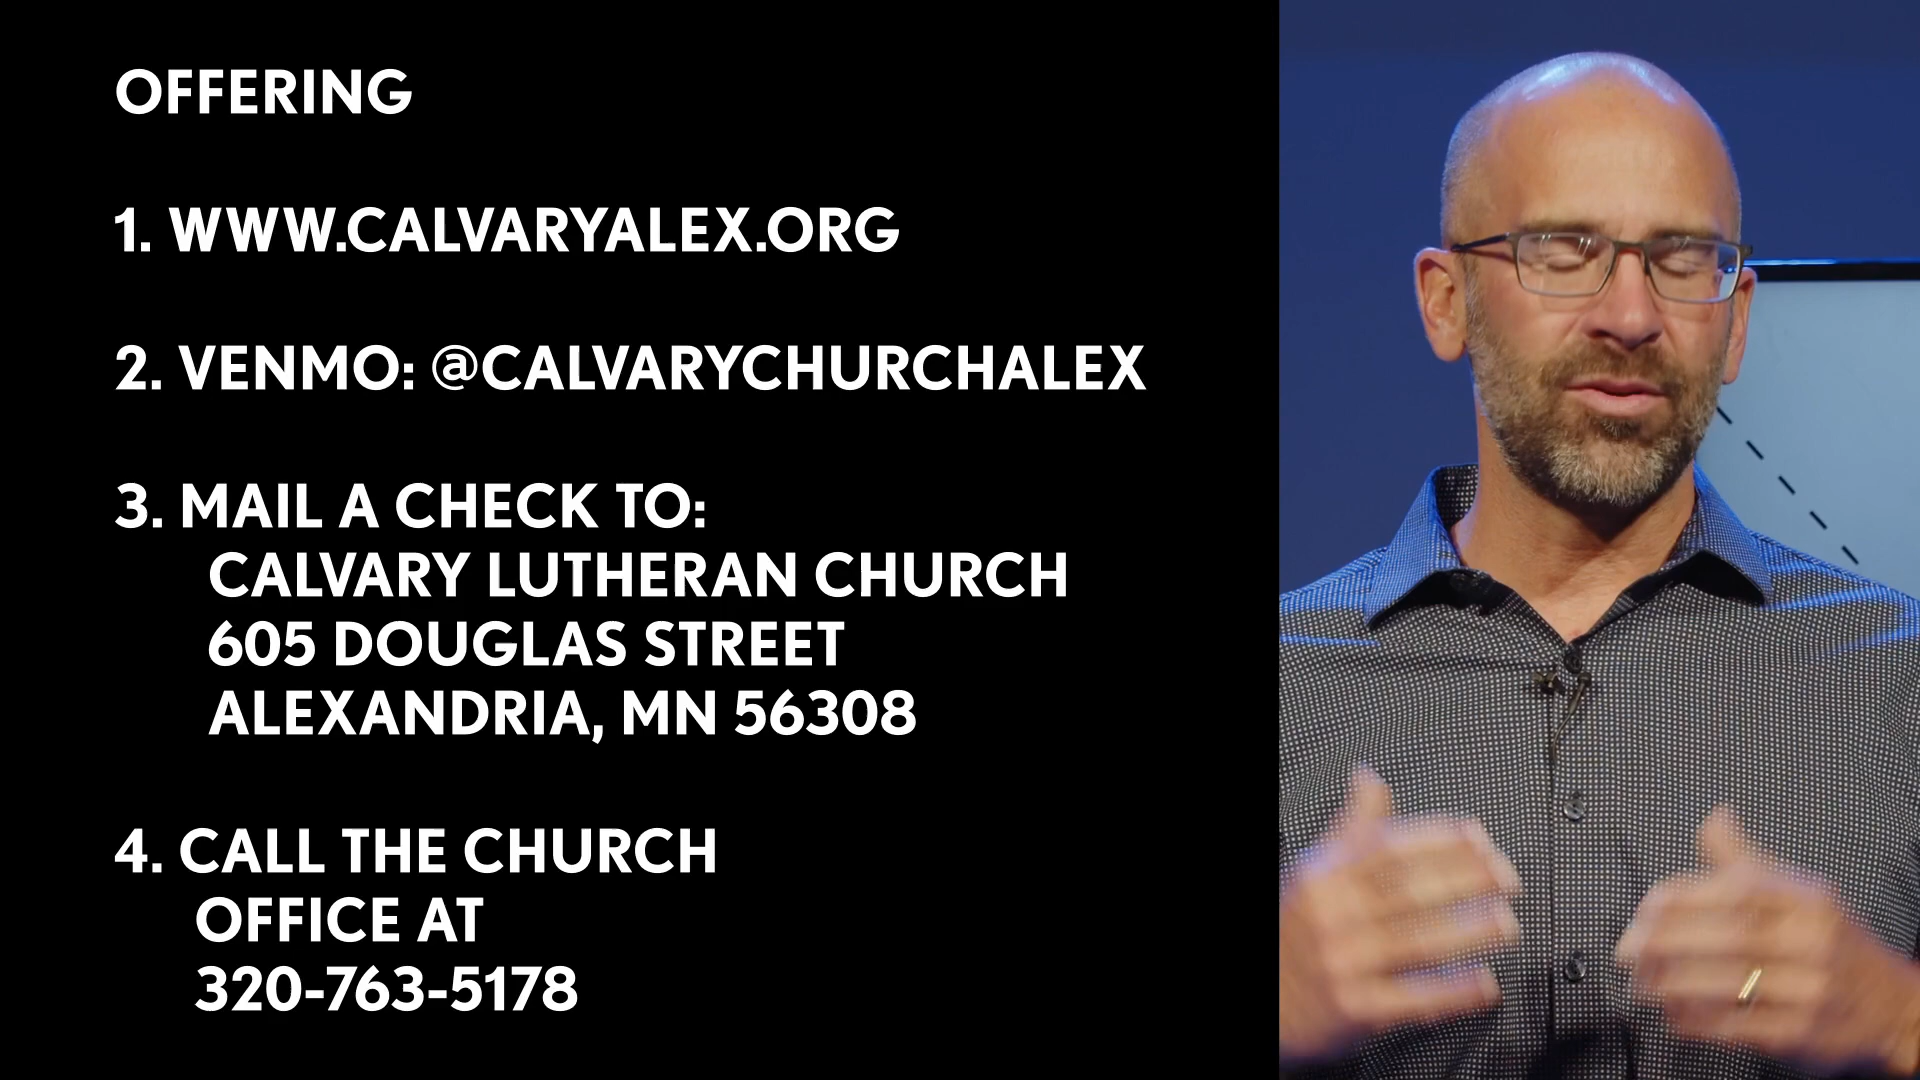 OFFERING
1. WWW.CALVARYALEX.ORG
2. VENMO: @CALVARYCHURCHALEX
3. MAIL A CHECK TO:
CALVARY LUTHERAN CHURCH
605 DOUGLAS STREET
ALEXANDRIA, MN 56308
4. CALL THE CHURCH
OFFICE AT
320-763-5178